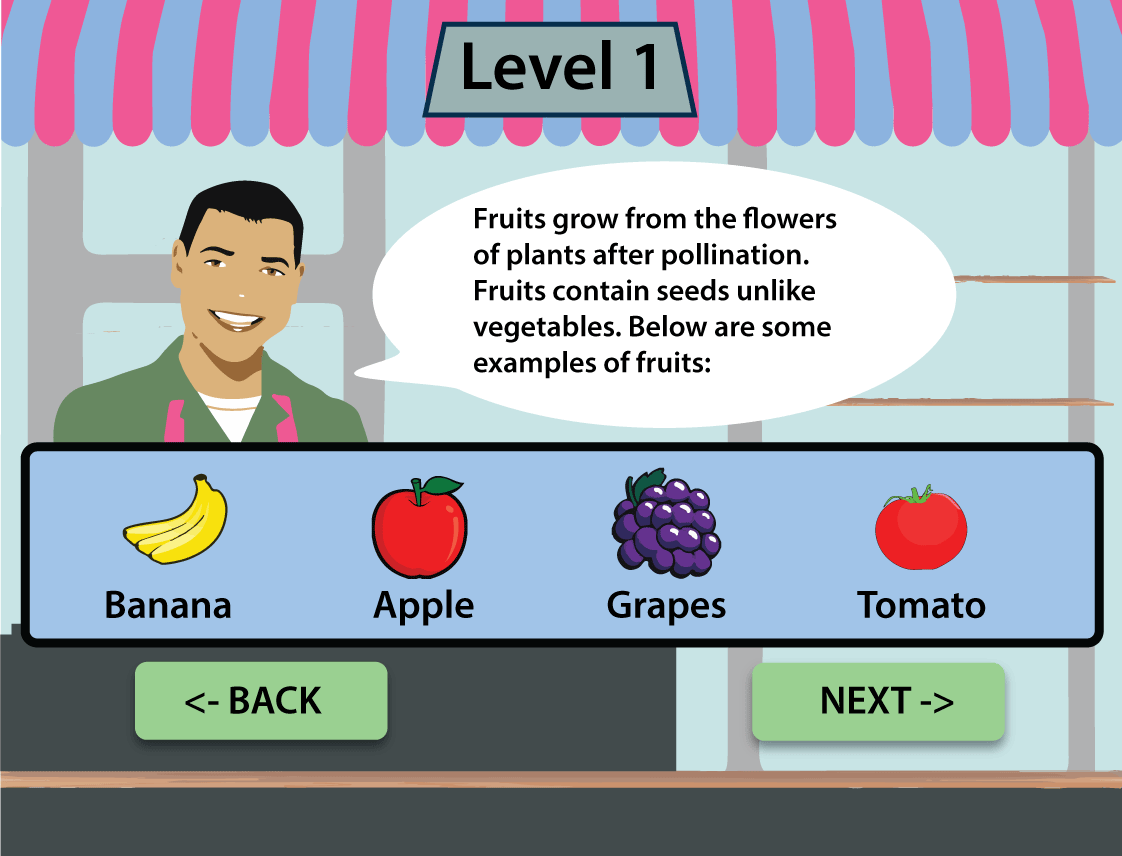 Level 1
Fruits grow from the flowers
of plants after pollination.
Fruits contain seeds unlike
vegetables. Below are some
examples of fruits:
Banana
Apple
Grapes
Tomato
<- BACK
NEXT ->